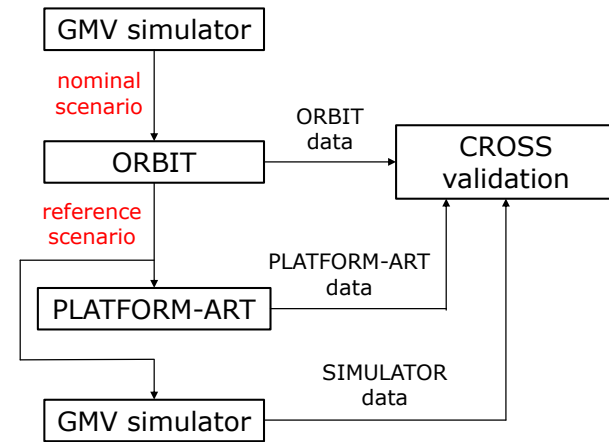 GMV simulator
nominal
scenario
ORBIT
data
ORBIT
CROSS
validation
reference
scenario
PLATFORM-ART
data
PLATFORM-ART
SIMULATOR
data
GMV simulator